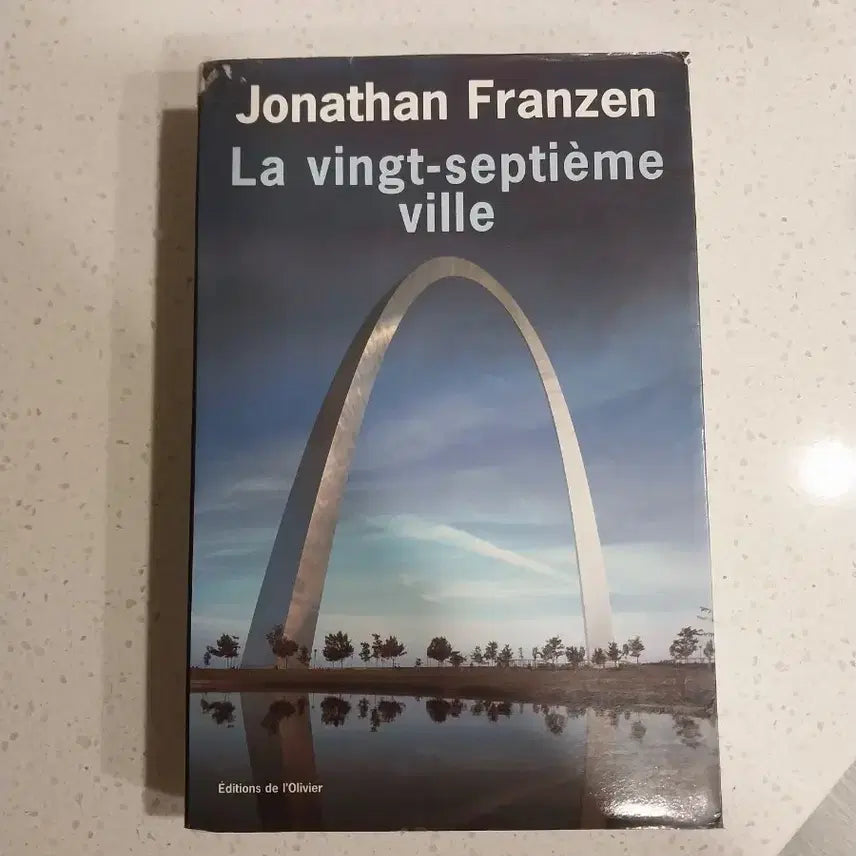 Jonathan Franzen
La vingt-septième
ville
Éditions de l'Olivier